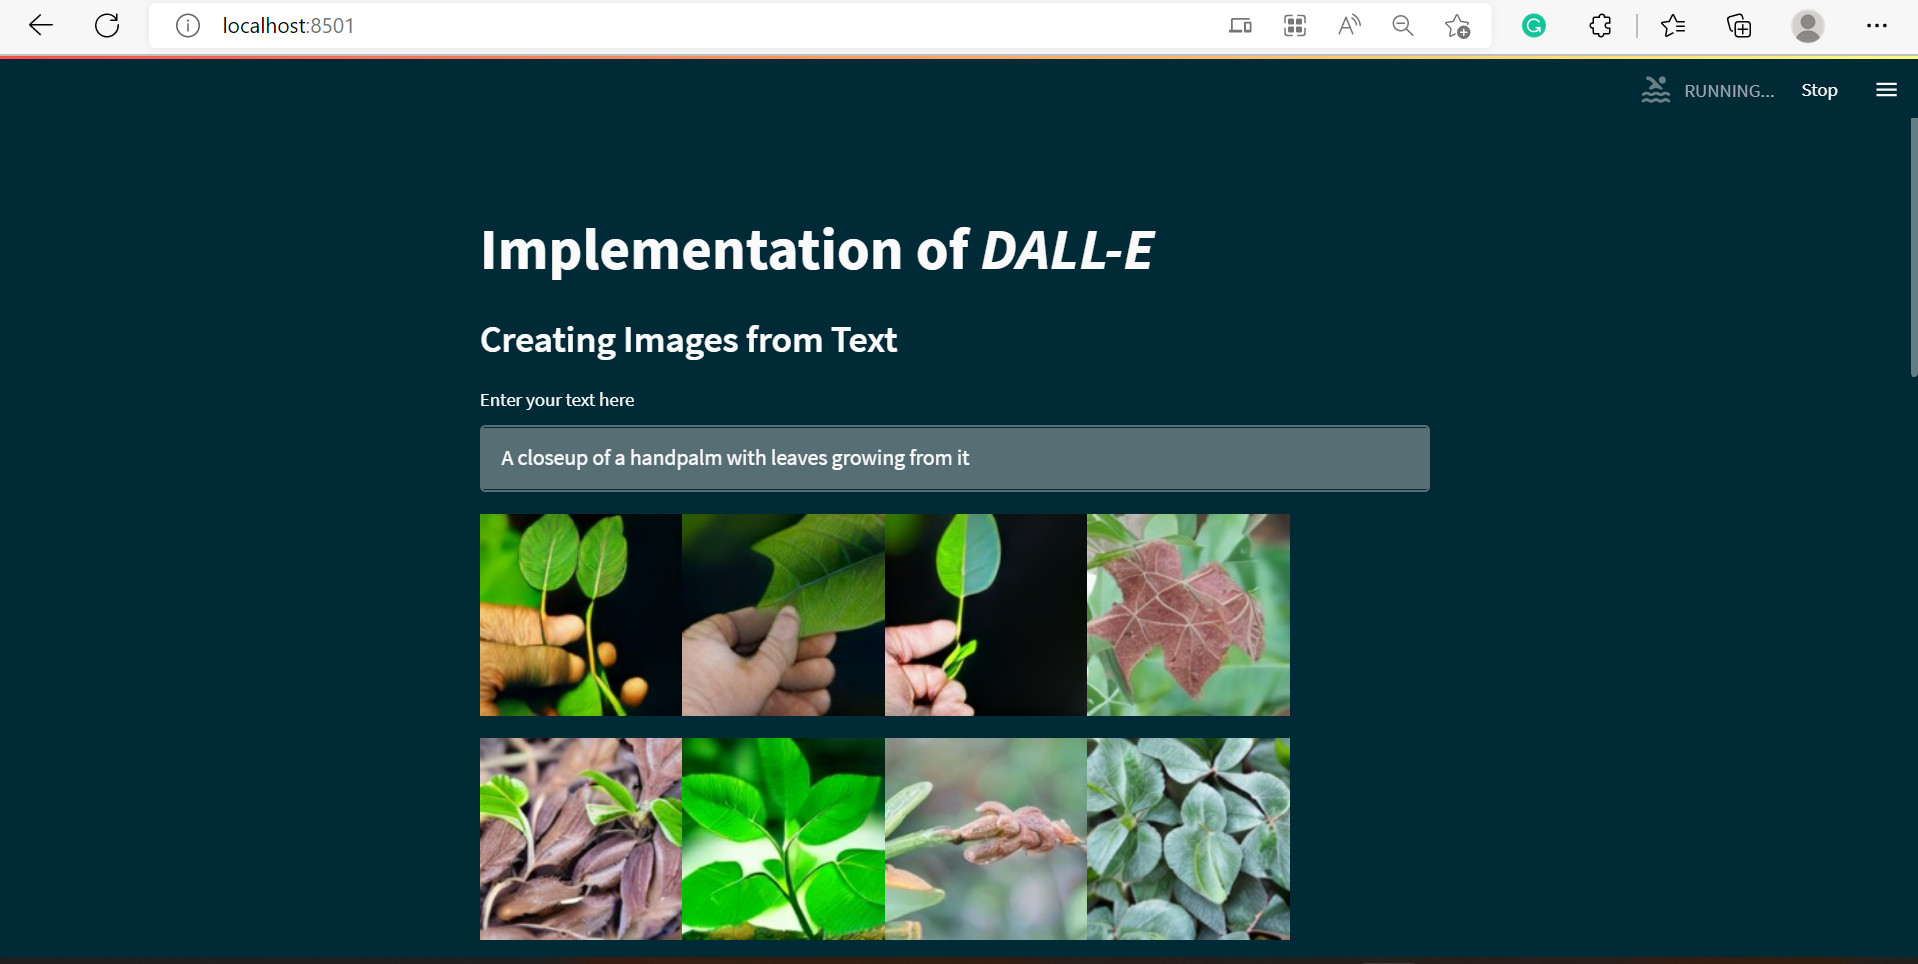 localhost:8501
RUNNING...
Stop
Implementation of DALL-E
Creating Images from Text
Enter your text here
A closeup of a handpalm with leaves growing from it